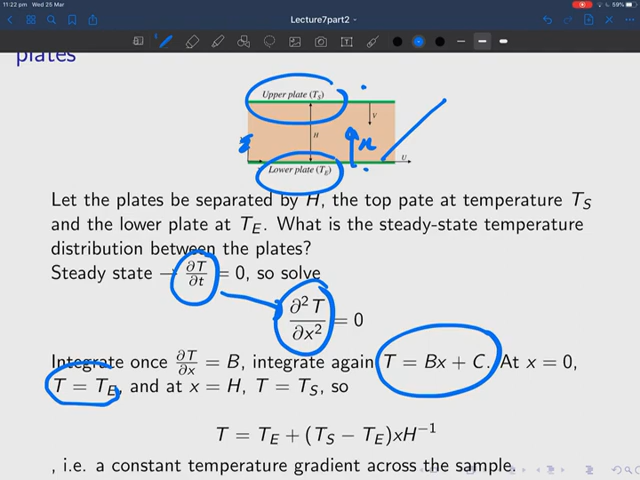 11:22 pm Wed 25 Mar
59%
Lecture7part2
plates
Upper plate (T_S)
V
H
x
U
Lower plate (T_E)
Let the plates be separated by H, the top pate at temperature T_S
and the lower plate at T_E. What is the steady-state temperature
distribution between the plates?
Steady state → ∂T/∂t = 0, so solve
∂²T/∂x² = 0
Integrate once ∂T/∂x = B, integrate again T = Bx + C. At x = 0,
T = T_E, and at x = H, T = T_S, so
T = T_E + (T_S − T_E)xH⁻¹
, i.e. a constant temperature gradient across the sample.